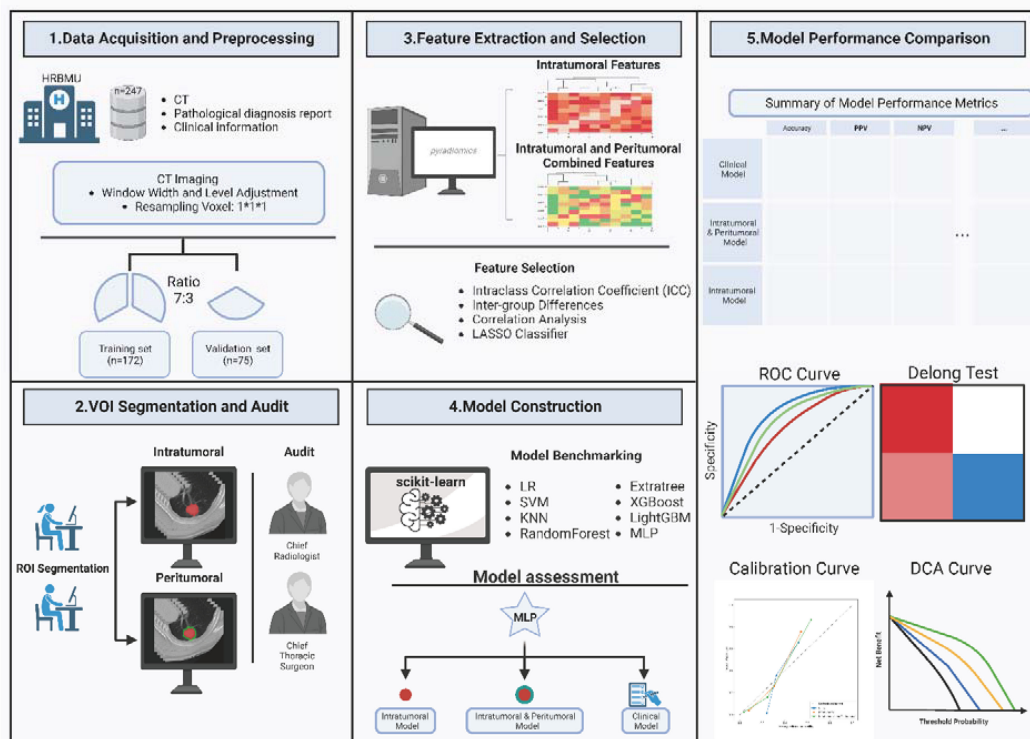 1.Data Acquisition and Preprocessing
HRBMU
n=247
• CT
• Pathological diagnosis report
• Clinical information
CT Imaging
• Window Width and Level Adjustment
• Resampling Voxel: 1*1*1
Ratio
7:3
Training set
(n=172)
Validation set
(n=75)
2.VOI Segmentation and Audit
Intratumoral
Audit
ROI Segmentation
Peritumoral
Chief
Radiologist
Chief
Thoracic
Surgeon
3.Feature Extraction and Selection
Intratumoral Features
pyradiomics
Intratumoral and Peritumoral
Combined Features
Feature Selection
• Intraclass Correlation Coefficient (ICC)
• Inter-group Differences
• Correlation Analysis
• LASSO Classifier
4.Model Construction
scikit-learn
Model Benchmarking
• LR
• SVM
• KNN
• RandomForest
• Extratree
• XGBoost
• LightGBM
• MLP
Model assessment
MLP
Intratumoral
Model
Intratumoral & Peritumoral
Model
Clinical
Model
5.Model Performance Comparison
Summary of Model Performance Metrics
Accuracy PPV NPV ...
Clinical
Model
Intratumoral
& Peritumoral
Model
...
Intratumoral
Model
ROC Curve
Specificity
1-Specificity
Delong Test
Calibration Curve
DCA Curve
Net Benefit
Threshold Probability